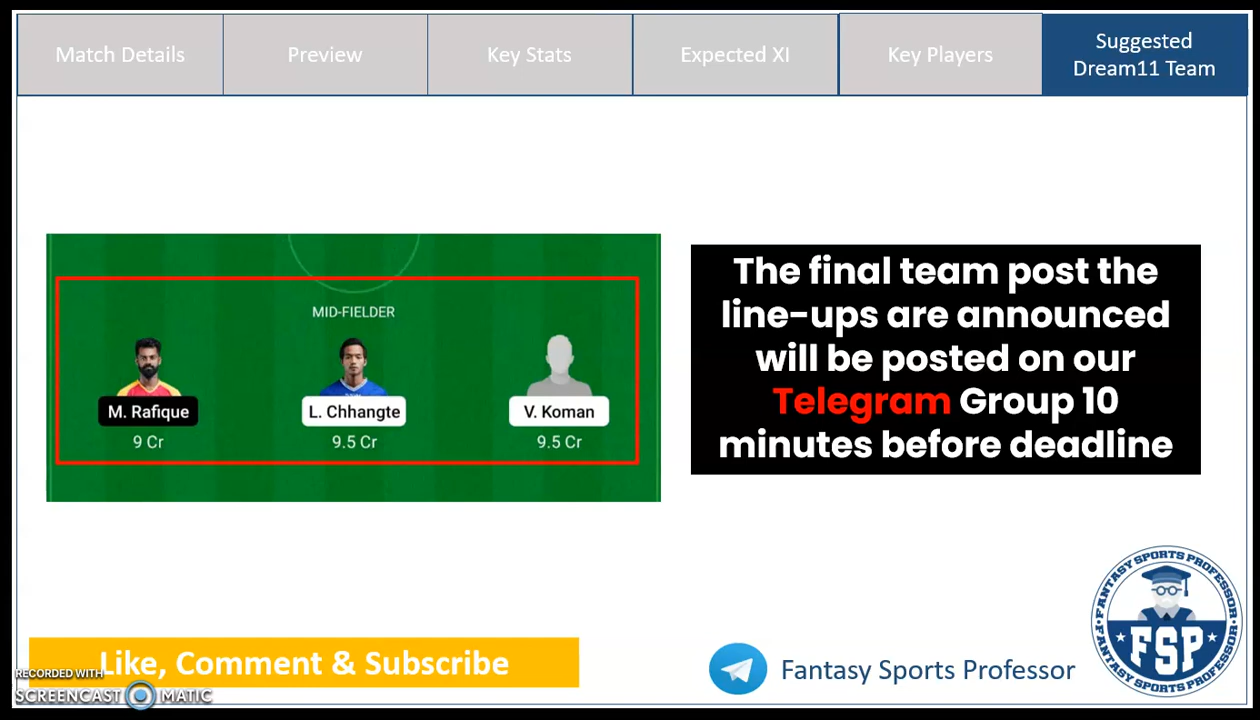 Match Details
Preview
Key Stats
Expected XI
Key Players
Suggested
Dream11 Team
MID-FIELDER
M. Rafique
L. Chhangte
V. Koman
9 Cr
9.5 Cr
9.5 Cr
The final team post the
line-ups are announced
will be posted on our
Telegram Group 10
minutes before deadline
Like, Comment & Subscribe
RECORDED WITH
SCREENCAST MATIC
Fantasy Sports Professor
FANTASY SPORTS PROFESSOR
FSP
FANTASY SPORTS PROFESSOR